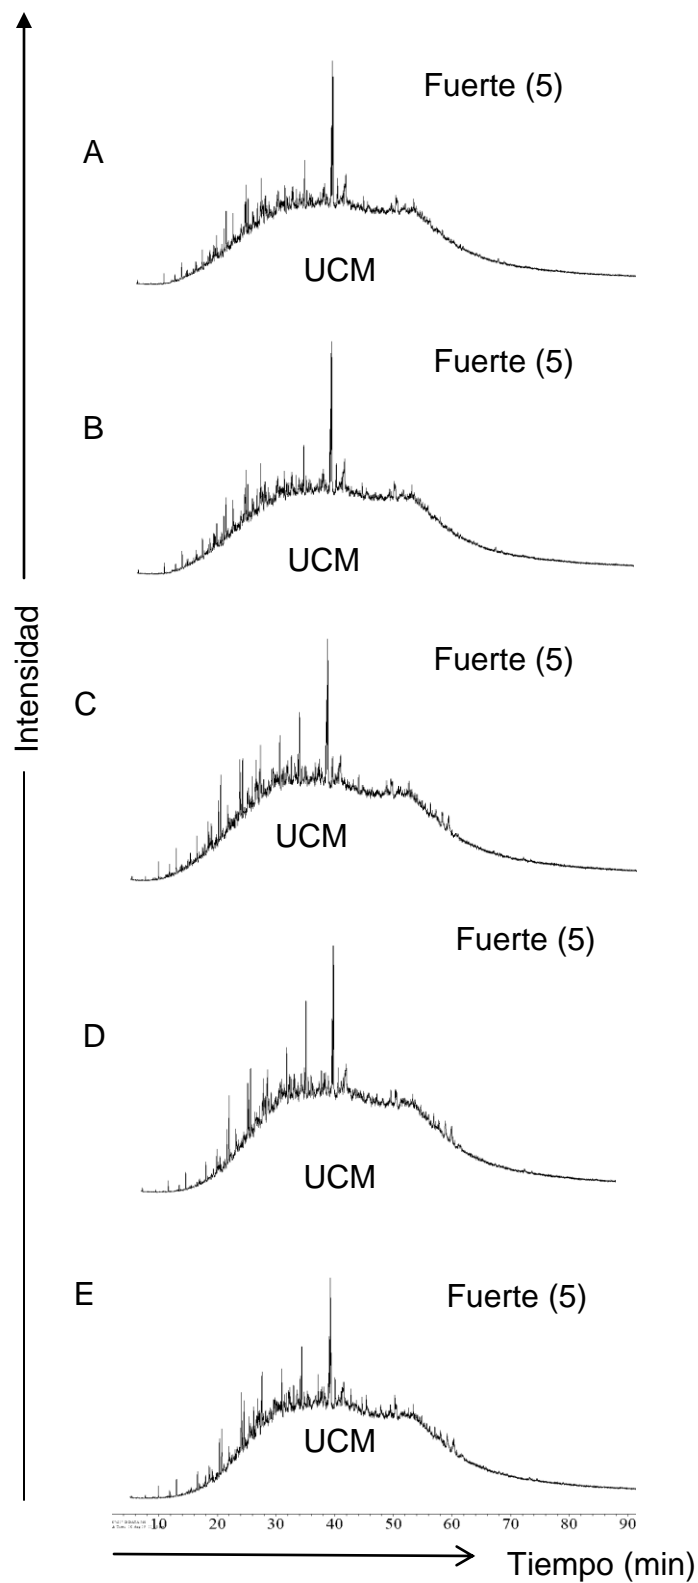 Fuerte (5)
A
UCM
Fuerte (5)
B
UCM
Intensidad
Fuerte (5)
C
UCM
Fuerte (5)
D
UCM
E
Fuerte (5)
UCM
10 20 30 40 50 60 70 80 90
Tiempo (min)